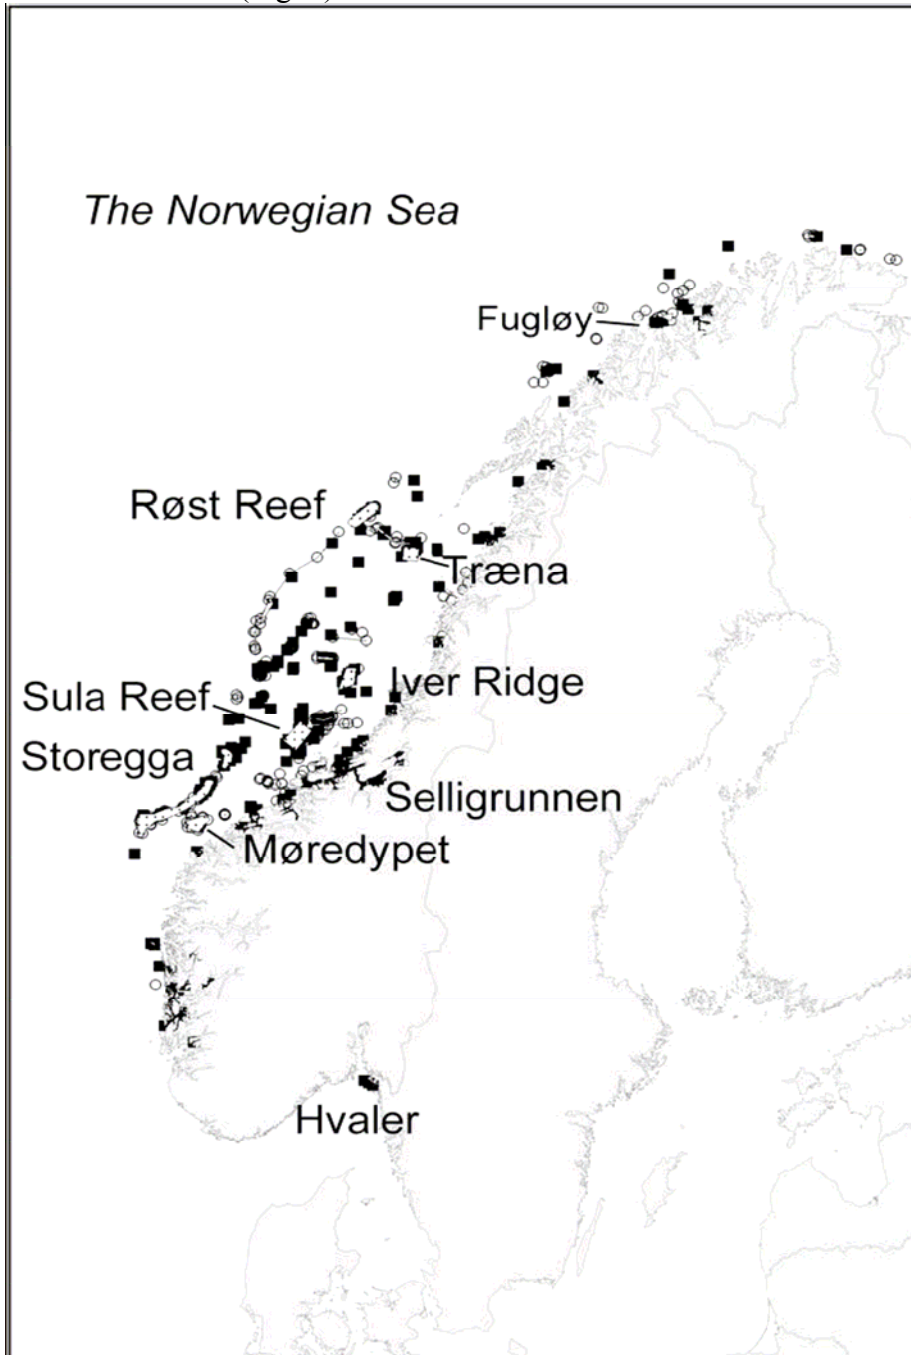 The Norwegian Sea
Fugløy
Røst Reef
Træna
Iver Ridge
Sula Reef
Storegga
Selligrunnen
Møredypet
Hvaler